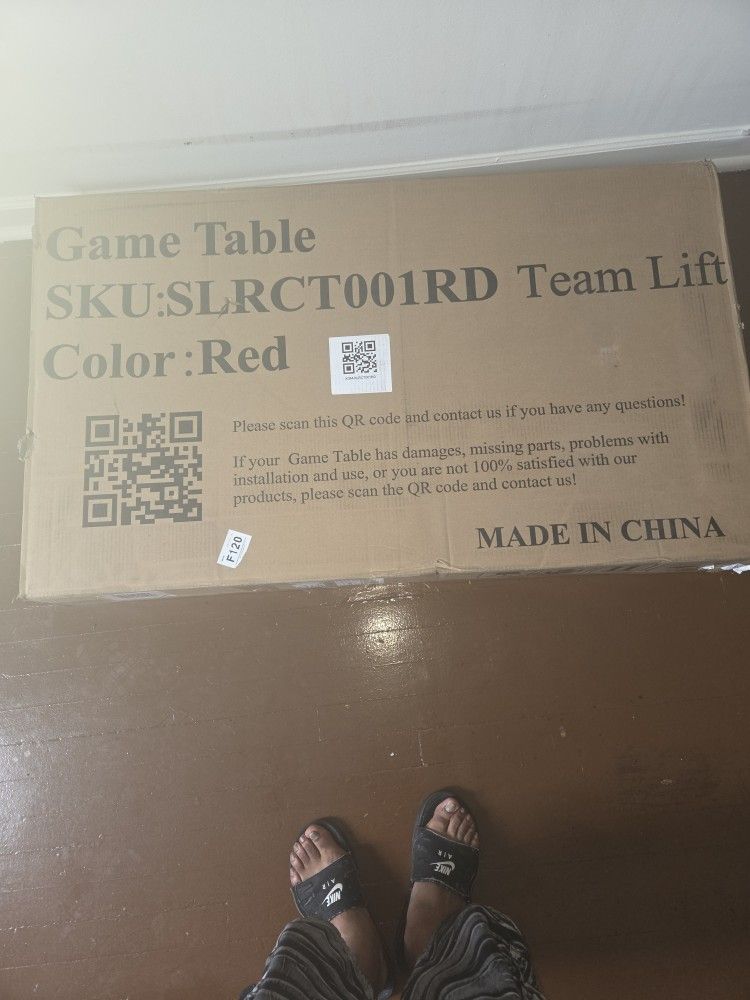 Game Table
SKU:SLRCT001RD Team Lift
Color:Red
Please scan this QR code and contact us if you have any questions!
If your Game Table has damages, missing parts, problems with
installation and use, or you are not 100% satisfied with our
products, please scan the QR code and contact us!
MADE IN CHINA
F120
NIKE
AIR
NIKE
AIR